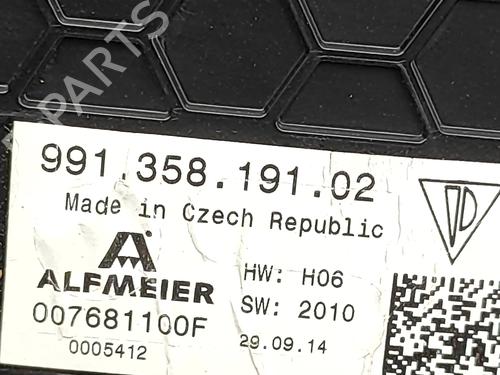 B PARTS
991.358.191.02
Made in Czech Republic
ALFMEIER
HW: H06
007681100F
SW: 2010
0005412
29.09.14